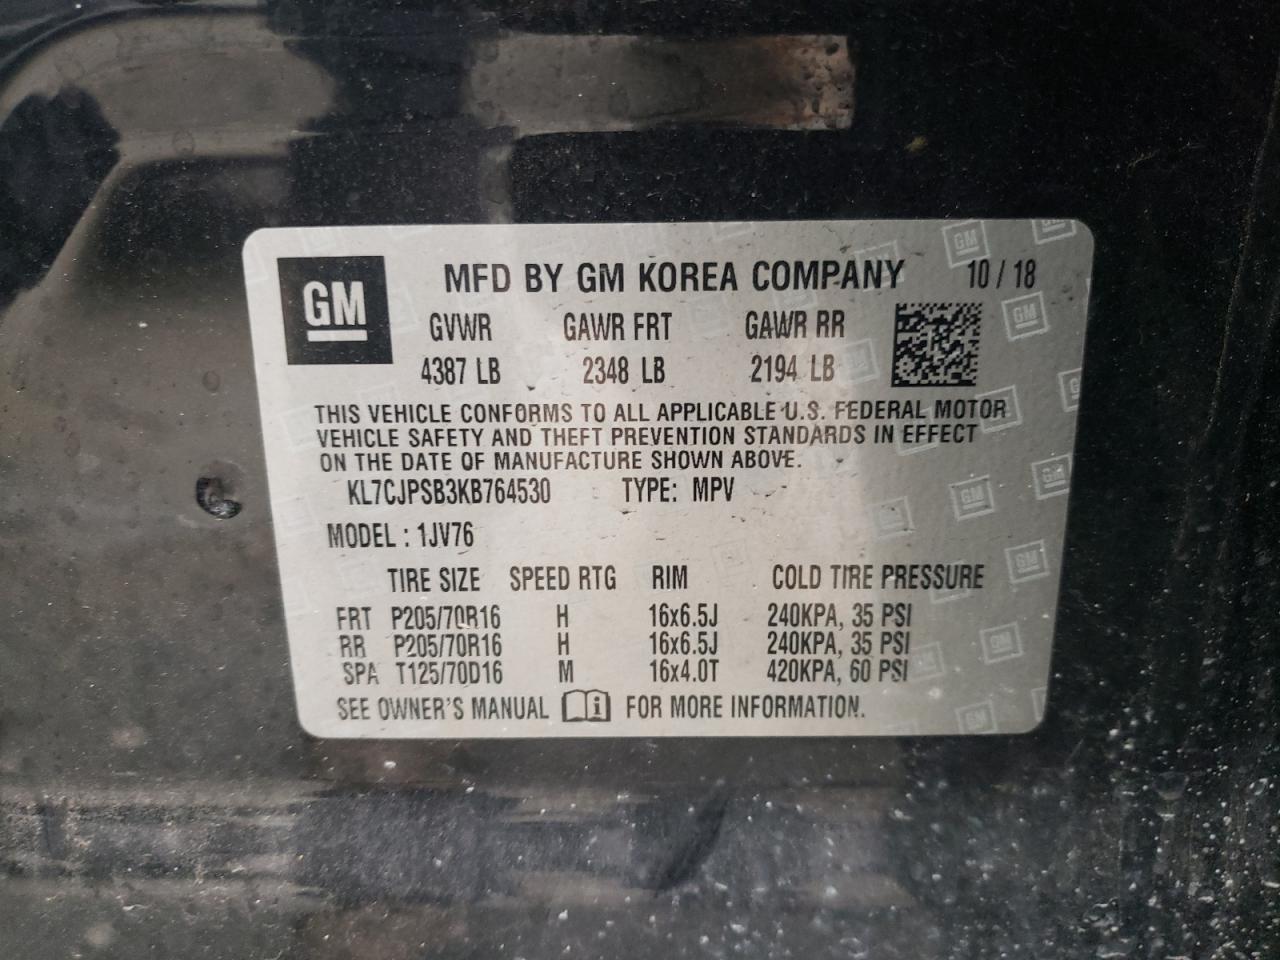 GM
MFD BY GM KOREA COMPANY 10 / 18
GVWR GAWR FRT GAWR RR
4387 LB 2348 LB 2194 LB
THIS VEHICLE CONFORMS TO ALL APPLICABLE U.S. FEDERAL MOTOR
VEHICLE SAFETY AND THEFT PREVENTION STANDARDS IN EFFECT
ON THE DATE OF MANUFACTURE SHOWN ABOVE.
KL7CJPSB3KB764530 TYPE: MPV
MODEL : 1JV76
TIRE SIZE SPEED RTG RIM COLD TIRE PRESSURE
FRT P205/70R16 H 16x6.5J 240KPA, 35 PSI
RR P205/70R16 H 16x6.5J 240KPA, 35 PSI
SPA T125/70D16 M 16x4.0T 420KPA, 60 PSI
SEE OWNER'S MANUAL i FOR MORE INFORMATION.